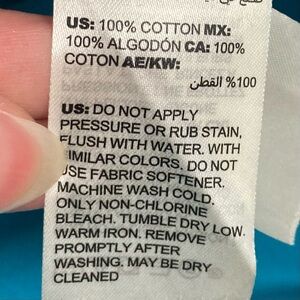 US: 100% COTTON MX:
100% ALGODÓN CA: 100%
COTON AE/KW:
100% القطن
US: DO NOT APPLY
PRESSURE OR RUB STAIN,
FLUSH WITH WATER. WITH
SIMILAR COLORS. DO NOT
USE FABRIC SOFTENER.
MACHINE WASH COLD.
ONLY NON-CHLORINE
BLEACH. TUMBLE DRY LOW.
WARM IRON. REMOVE
PROMPTLY AFTER
WASHING. MAY BE DRY
CLEANED